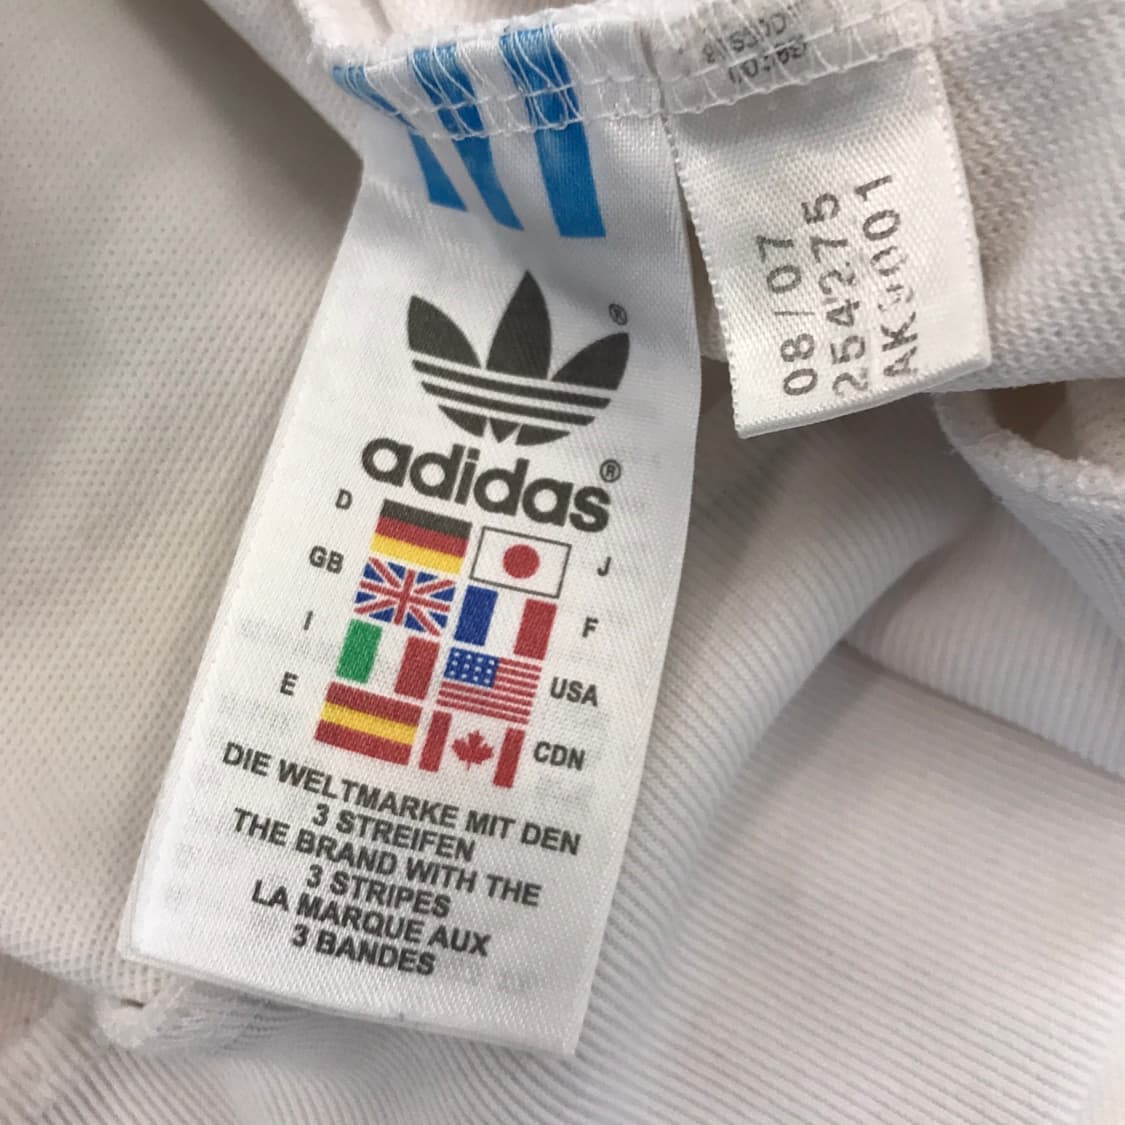 adidas
D
J
GB
F
I
USA
E
CDN
DIE WELTMARKE MIT DEN
3 STREIFEN
THE BRAND WITH THE
3 STRIPES
LA MARQUE AUX
3 BANDES
08/07
254275